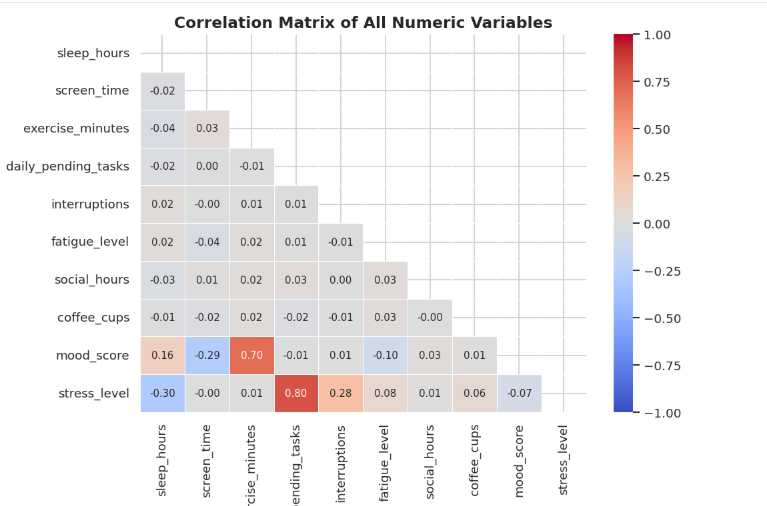 Correlation Matrix of All Numeric Variables
sleep_hours
screen_time -0.02
exercise_minutes -0.04 0.03
daily_pending_tasks -0.02 0.00 -0.01
interruptions 0.02 -0.00 0.01 0.01
fatigue_level 0.02 -0.04 0.02 0.01 -0.01
social_hours -0.03 0.01 0.02 0.03 0.00 0.03
coffee_cups -0.01 -0.02 0.02 -0.02 -0.01 0.03 -0.00
mood_score 0.16 -0.29 0.70 -0.01 0.01 -0.10 0.03 0.01
stress_level -0.30 -0.00 0.01 0.80 0.28 0.08 0.01 0.06 -0.07
sleep_hours
screen_time
rcise_minutes
pending_tasks
interruptions
fatigue_level
social_hours
coffee_cups
mood_score
stress_level
1.00
0.75
0.50
0.25
0.00
−0.25
−0.50
−0.75
−1.00